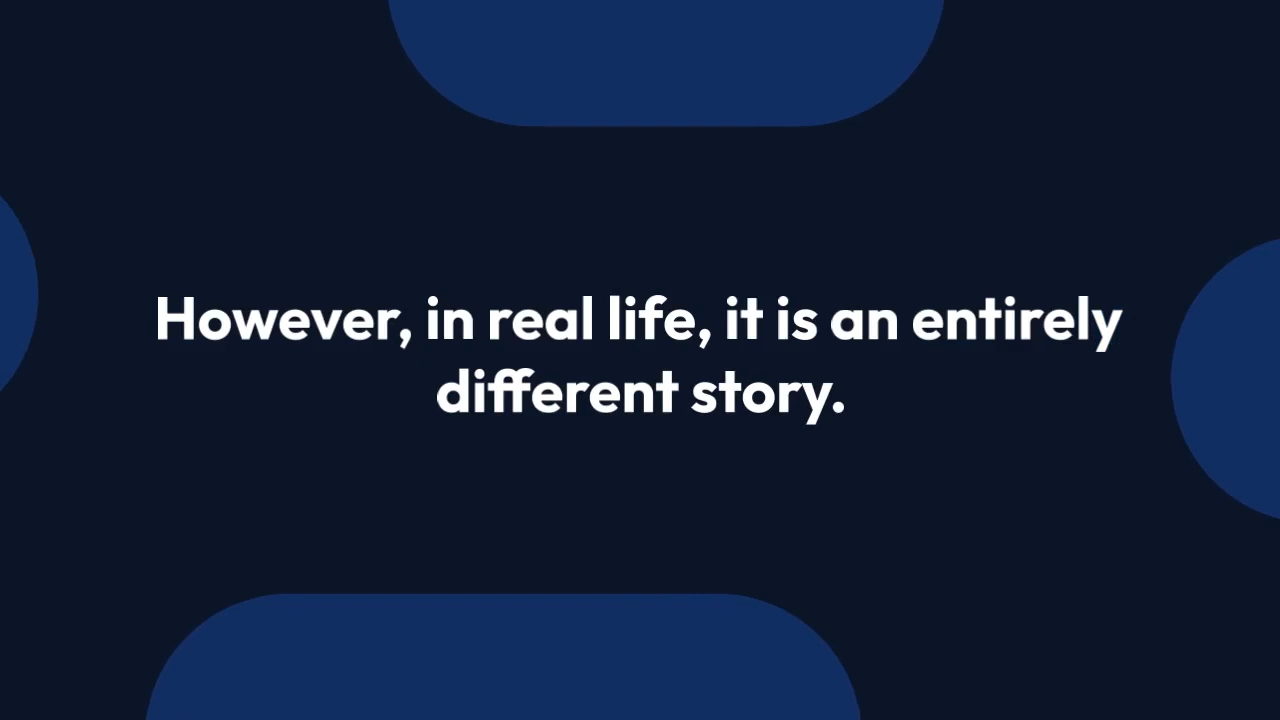 However, in real life, it is an entirely
different story.